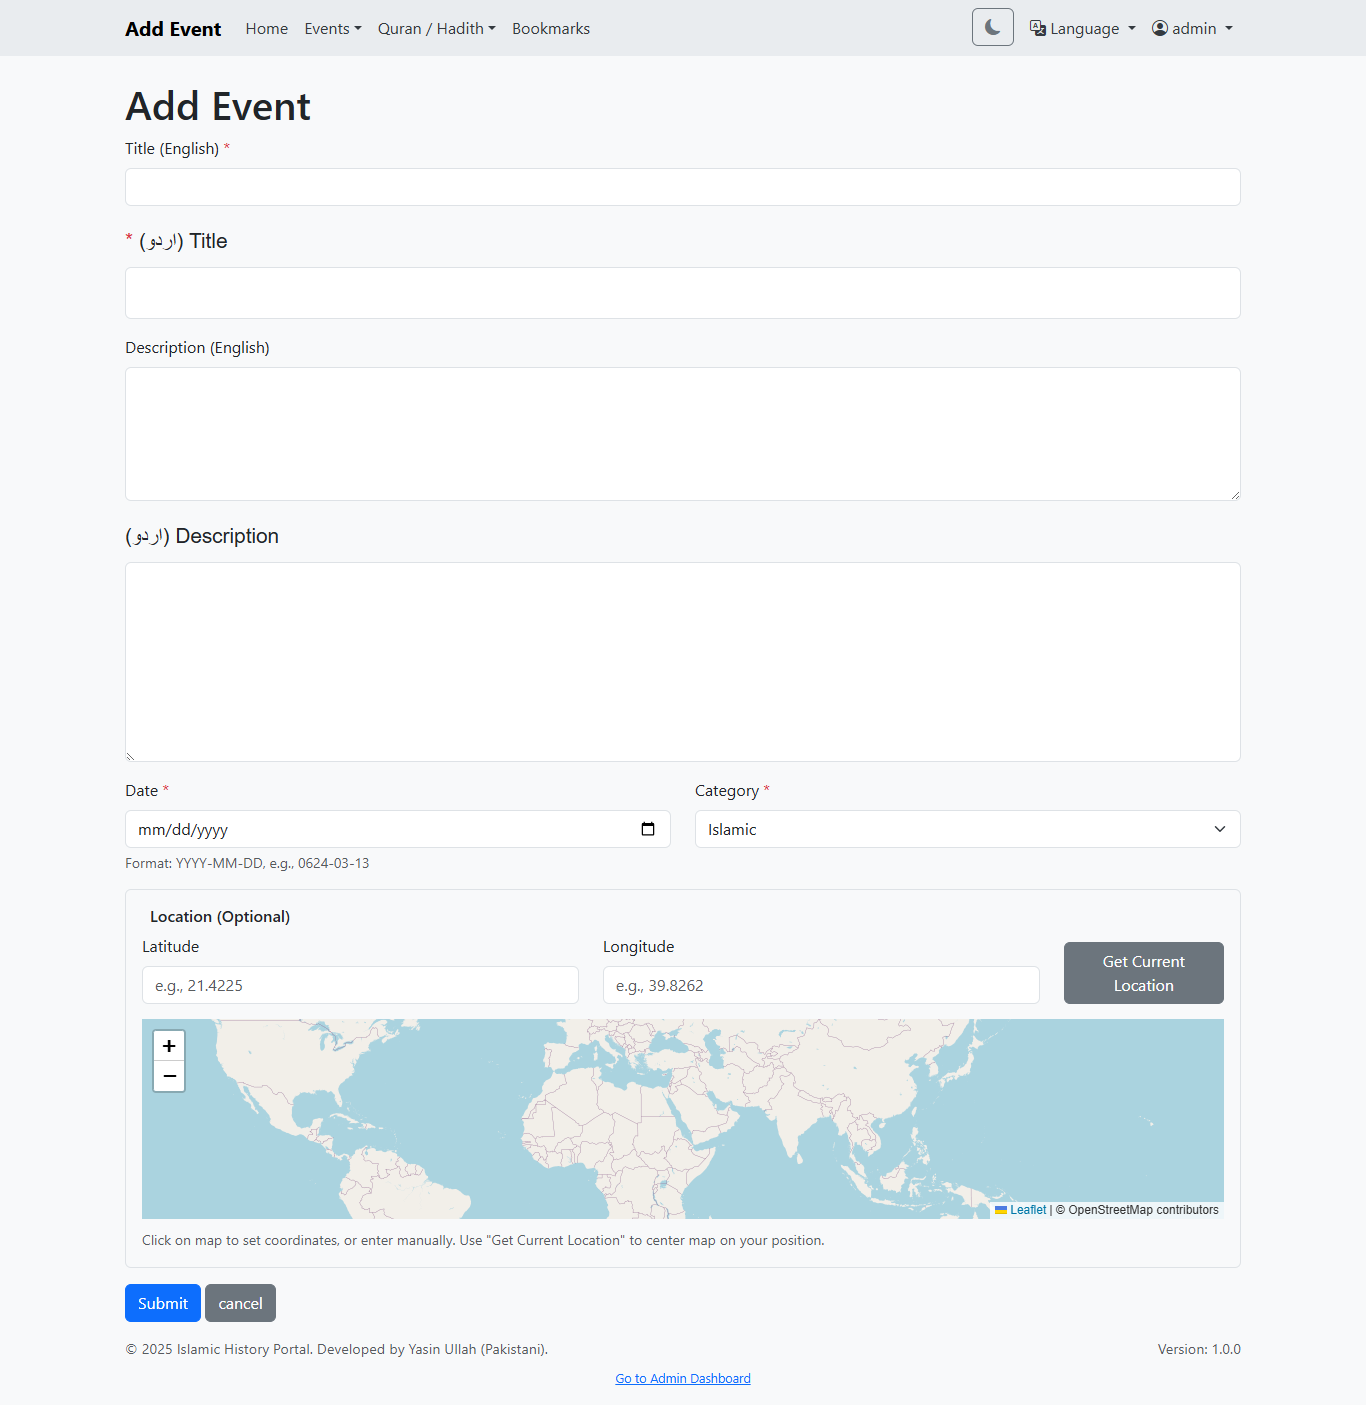 Add Event Home Events Quran / Hadith Bookmarks Language admin
Add Event
Title (English) *
* (اردو) Title
Description (English)
(اردو) Description
Date *
Category *
mm/dd/yyyy
Islamic
Format: YYYY-MM-DD, e.g., 0624-03-13
Location (Optional)
Latitude
Longitude
e.g., 21.4225
e.g., 39.8262
Get Current
Location
+
−
Leaflet | © OpenStreetMap contributors
Click on map to set coordinates, or enter manually. Use "Get Current Location" to center map on your position.
Submit cancel
© 2025 Islamic History Portal. Developed by Yasin Ullah (Pakistani).
Version: 1.0.0
Go to Admin Dashboard